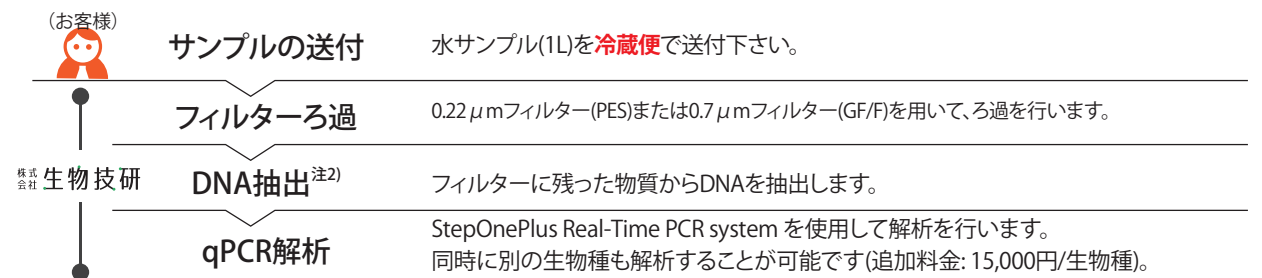 （お客様）
サンプルの送付
水サンプル(1L)を冷蔵便で送付下さい。
フィルターろ過
0.22μmフィルター(PES)または0.7μmフィルター(GF/F)を用いて、ろ過を行います。
株式会社 生物技研
DNA抽出注2)
フィルターに残った物質からDNAを抽出します。
qPCR解析
StepOnePlus Real-Time PCR system を使用して解析を行います。
同時に別の生物種も解析することが可能です(追加料金: 15,000円/生物種)。